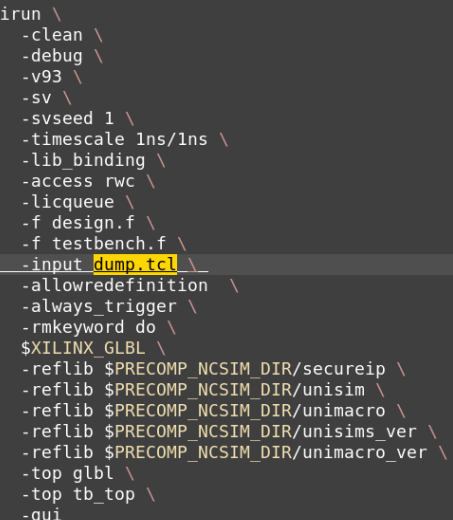 irun \
-clean \
-debug \
-v93 \
-sv \
-svseed 1 \
-timescale 1ns/1ns \
-lib_binding \
-access rwc \
-licqueue \
-f design.f \
-f testbench.f \
-input dump.tcl \
-allowredefinition  \
-always_trigger \
-rmkeyword do \
$XILINX_GLBL \
-reflib $PRECOMP_NCSIM_DIR/secureip \
-reflib $PRECOMP_NCSIM_DIR/unisim \
-reflib $PRECOMP_NCSIM_DIR/unimacro \
-reflib $PRECOMP_NCSIM_DIR/unisims_ver \
-reflib $PRECOMP_NCSIM_DIR/unimacro_ver \
-top glbl \
-top tb_top \
-gui